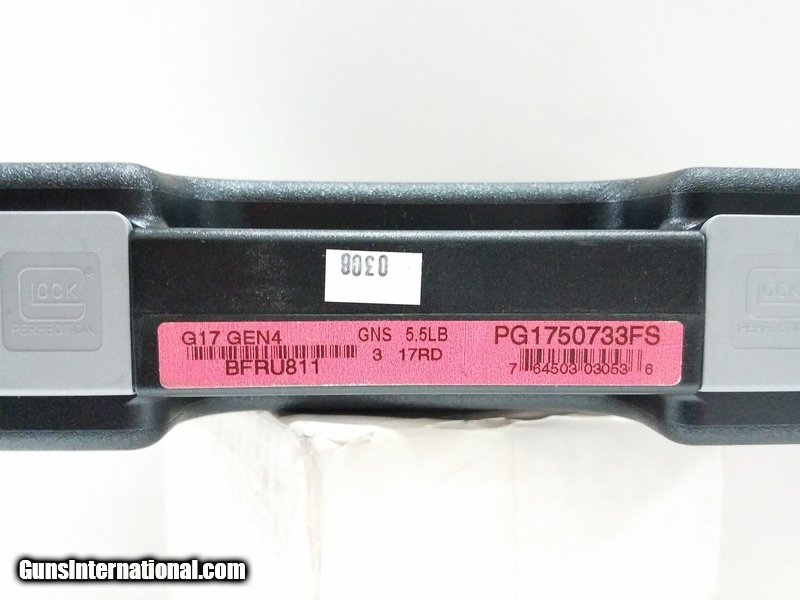 0308
GLOCK
PERFECTION
GLOCK
PERFECTION
G17 GEN4
GNS 5.5LB
PG1750733FS
3 17RD
BFRU811
7 64503 03053 6
GunsInternational.com